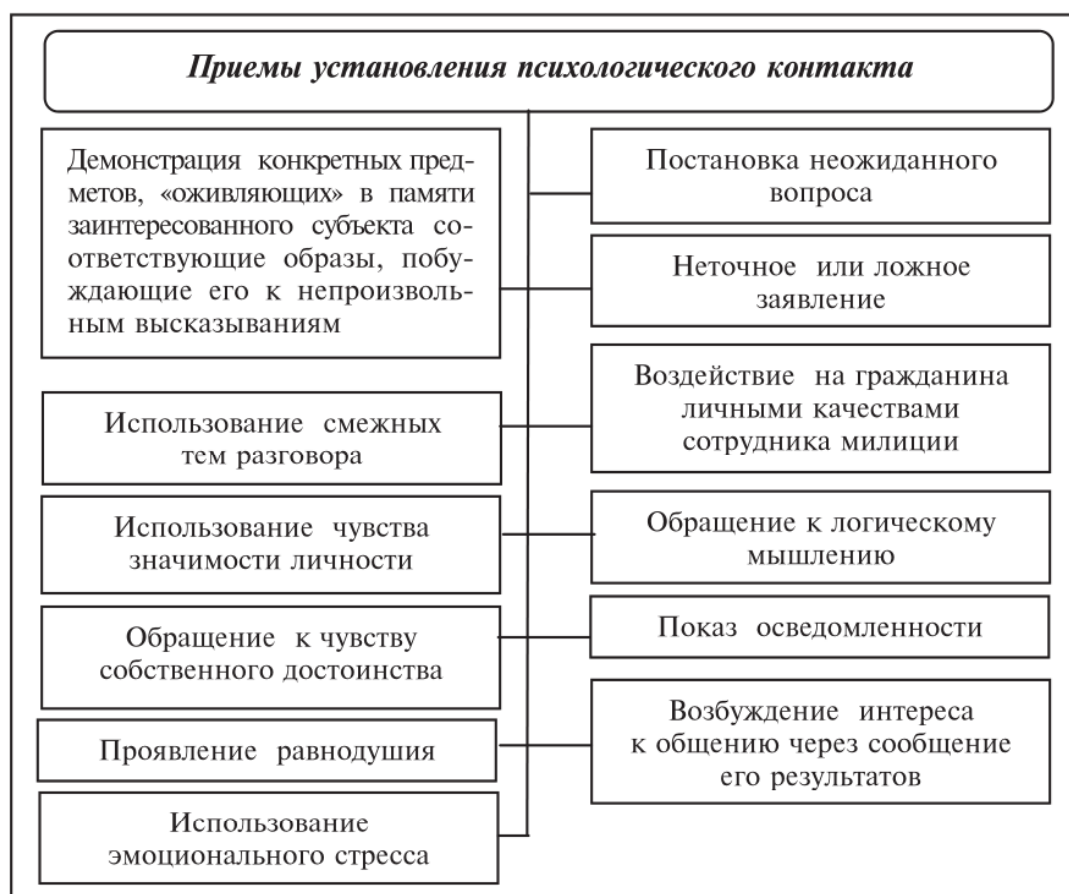 Приемы установления психологического контакта
Демонстрация конкретных пред-
метов, «оживляющих» в памяти
заинтересованного субъекта со-
ответствующие образы, побу-
ждающие его к непроизволь-
ным высказываниям
Использование смежных
тем разговора
Использование чувства
значимости личности
Обращение к чувству
собственного достоинства
Проявление равнодушия
Использование
эмоционального стресса
Постановка неожиданного
вопроса
Неточное или ложное
заявление
Воздействие на гражданина
личными качествами
сотрудника милиции
Обращение к логическому
мышлению
Показ осведомленности
Возбуждение интереса
к общению через сообщение
его результатов